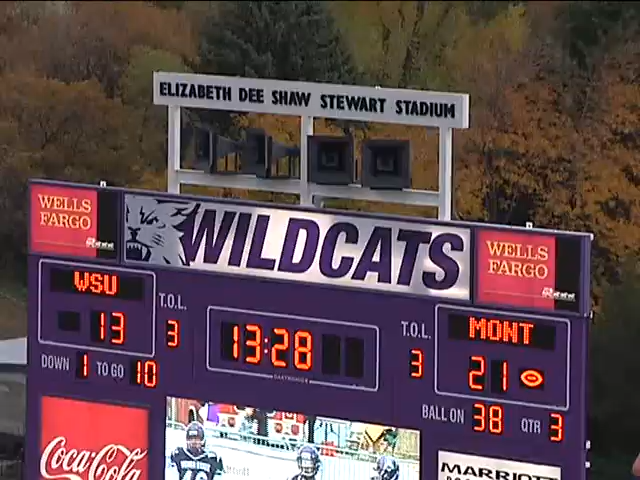 ELIZABETH DEE SHAW STEWART STADIUM
WELLS
FARGO
WILDCATS
WELLS
FARGO
WSU
T.O.L.
13
3
13:28
T.O.L.
3
MONT
21
DOWN 1 TO GO 10
BALL ON 38 QTR 3
Coca-Cola
MARRIOTT